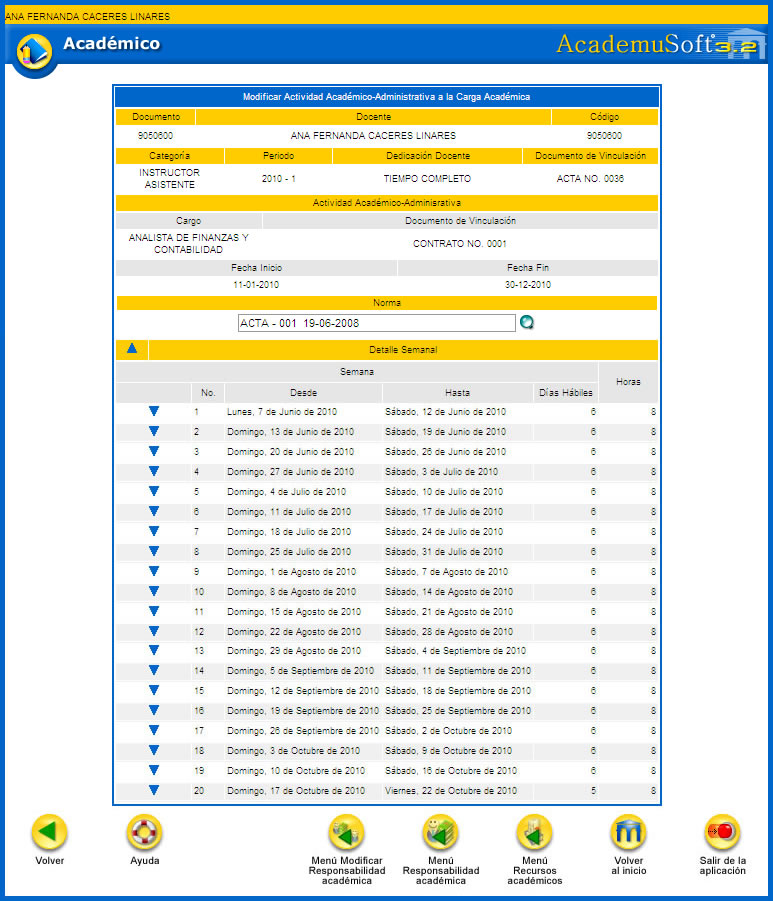 ANA FERNANDA CACERES LINARES
Académico
AcademuSoft 3.2
Modificar Actividad Académico-Administrativa a la Carga Académica
Documento Docente Código
9050600 ANA FERNANDA CACERES LINARES 9050600
Categoría Periodo Dedicación Docente Documento de Vinculación
INSTRUCTOR ASISTENTE 2010 - 1 TIEMPO COMPLETO ACTA NO. 0036
Actividad Académico-Adminisrativa
Cargo Documento de Vinculación
ANALISTA DE FINANZAS Y CONTABILIDAD CONTRATO NO. 0001
Fecha Inicio Fecha Fin
11-01-2010 30-12-2010
Norma
ACTA - 001 19-06-2008
Detalle Semanal
Semana Horas
No. Desde Hasta Días Hábiles
1 Lunes, 7 de Junio de 2010 Sábado, 12 de Junio de 2010 6 8
2 Domingo, 13 de Junio de 2010 Sábado, 19 de Junio de 2010 6 8
3 Domingo, 20 de Junio de 2010 Sábado, 26 de Junio de 2010 6 8
4 Domingo, 27 de Junio de 2010 Sábado, 3 de Julio de 2010 6 8
5 Domingo, 4 de Julio de 2010 Sábado, 10 de Julio de 2010 6 8
6 Domingo, 11 de Julio de 2010 Sábado, 17 de Julio de 2010 6 8
7 Domingo, 18 de Julio de 2010 Sábado, 24 de Julio de 2010 6 8
8 Domingo, 25 de Julio de 2010 Sábado, 31 de Julio de 2010 6 8
9 Domingo, 1 de Agosto de 2010 Sábado, 7 de Agosto de 2010 6 8
10 Domingo, 8 de Agosto de 2010 Sábado, 14 de Agosto de 2010 6 8
11 Domingo, 15 de Agosto de 2010 Sábado, 21 de Agosto de 2010 6 8
12 Domingo, 22 de Agosto de 2010 Sábado, 28 de Agosto de 2010 6 8
13 Domingo, 29 de Agosto de 2010 Sábado, 4 de Septiembre de 2010 6 8
14 Domingo, 5 de Septiembre de 2010 Sábado, 11 de Septiembre de 2010 6 8
15 Domingo, 12 de Septiembre de 2010 Sábado, 18 de Septiembre de 2010 6 8
16 Domingo, 19 de Septiembre de 2010 Sábado, 25 de Septiembre de 2010 6 8
17 Domingo, 26 de Septiembre de 2010 Sábado, 2 de Octubre de 2010 6 8
18 Domingo, 3 de Octubre de 2010 Sábado, 9 de Octubre de 2010 6 8
19 Domingo, 10 de Octubre de 2010 Sábado, 16 de Octubre de 2010 6 8
20 Domingo, 17 de Octubre de 2010 Viernes, 22 de Octubre de 2010 5 8
Volver
Ayuda
Menú Modificar
Responsabilidad
académica
Menú
Responsabilidad
académica
Menú
Recursos
académicos
Volver
al inicio
Salir de la
aplicación